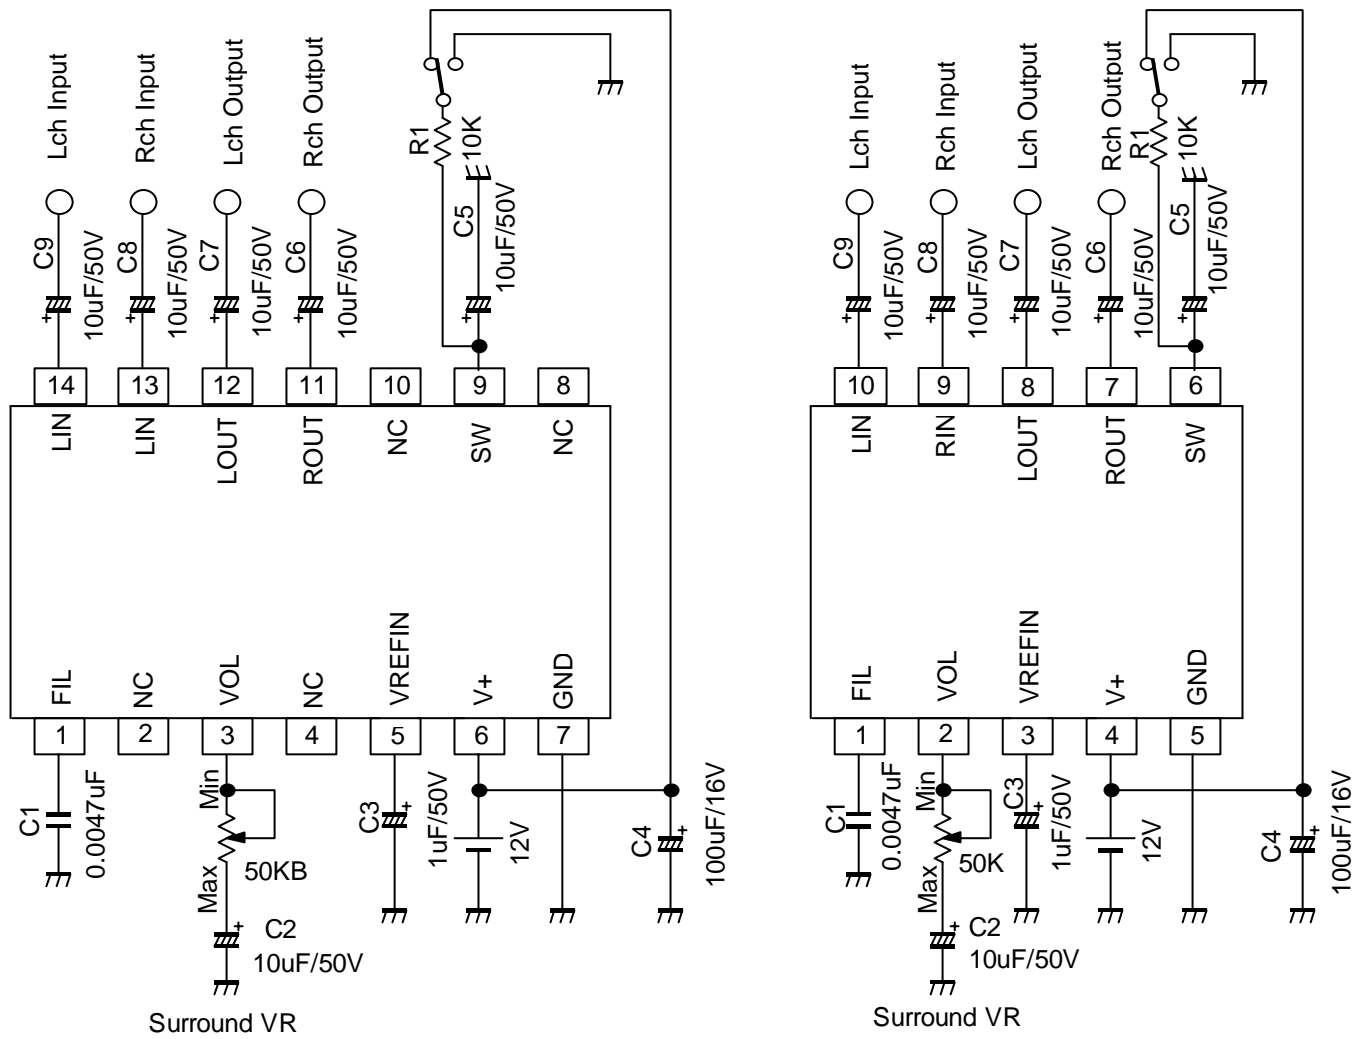 Lch Input
Rch Input
Lch Output
Rch Output
R1
10K
C9
10uF/50V
C8
10uF/50V
C7
10uF/50V
C6
10uF/50V
C5
10uF/50V
+
+
+
+
+
14
13
12
11
10
9
8
LIN
LIN
LOUT
ROUT
NC
SW
NC
FIL
NC
VOL
NC
VREFIN
V+
GND
1
2
3
4
5
6
7
C1
0.0047uF
Min
Max
50KB
+
C2
10uF/50V
C3
+
1uF/50V
12V
C4
+
100uF/16V
Surround VR
Lch Input
Rch Input
Lch Output
Rch Output
R1
10K
C9
10uF/50V
C8
10uF/50V
C7
10uF/50V
C6
10uF/50V
C5
10uF/50V
+
+
+
+
+
10
9
8
7
6
LIN
RIN
LOUT
ROUT
SW
FIL
VOL
VREFIN
V+
GND
1
2
3
4
5
C1
0.0047uF
Min
Max
50K
+
C2
10uF/50V
C3
+
1uF/50V
12V
C4
+
100uF/16V
Surround VR